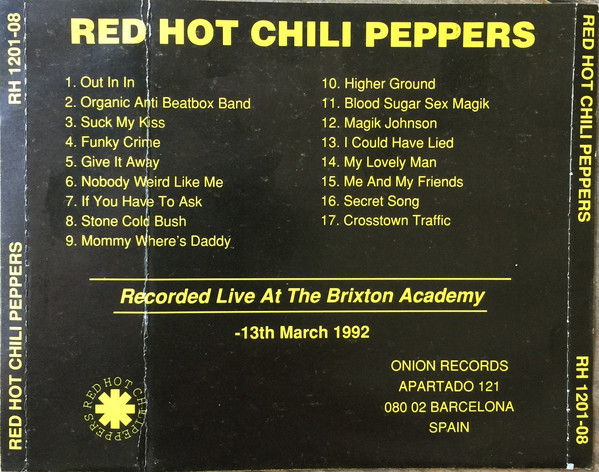 RED HOT CHILI PEPPERS
1. Out In In
2. Organic Anti Beatbox Band
3. Suck My Kiss
4. Funky Crime
5. Give It Away
6. Nobody Weird Like Me
7. If You Have To Ask
8. Stone Cold Bush
9. Mommy Where's Daddy
10. Higher Ground
11. Blood Sugar Sex Magik
12. Magik Johnson
13. I Could Have Lied
14. My Lovely Man
15. Me And My Friends
16. Secret Song
17. Crosstown Traffic
Recorded Live At The Brixton Academy
-13th March 1992
RED HOT CHILI PEPPERS
ONION RECORDS
APARTADO 121
080 02 BARCELONA
SPAIN
RED HOT CHILI PEPPERS RH 1201-08
RED HOT CHILI PEPPERS RH 1201-08